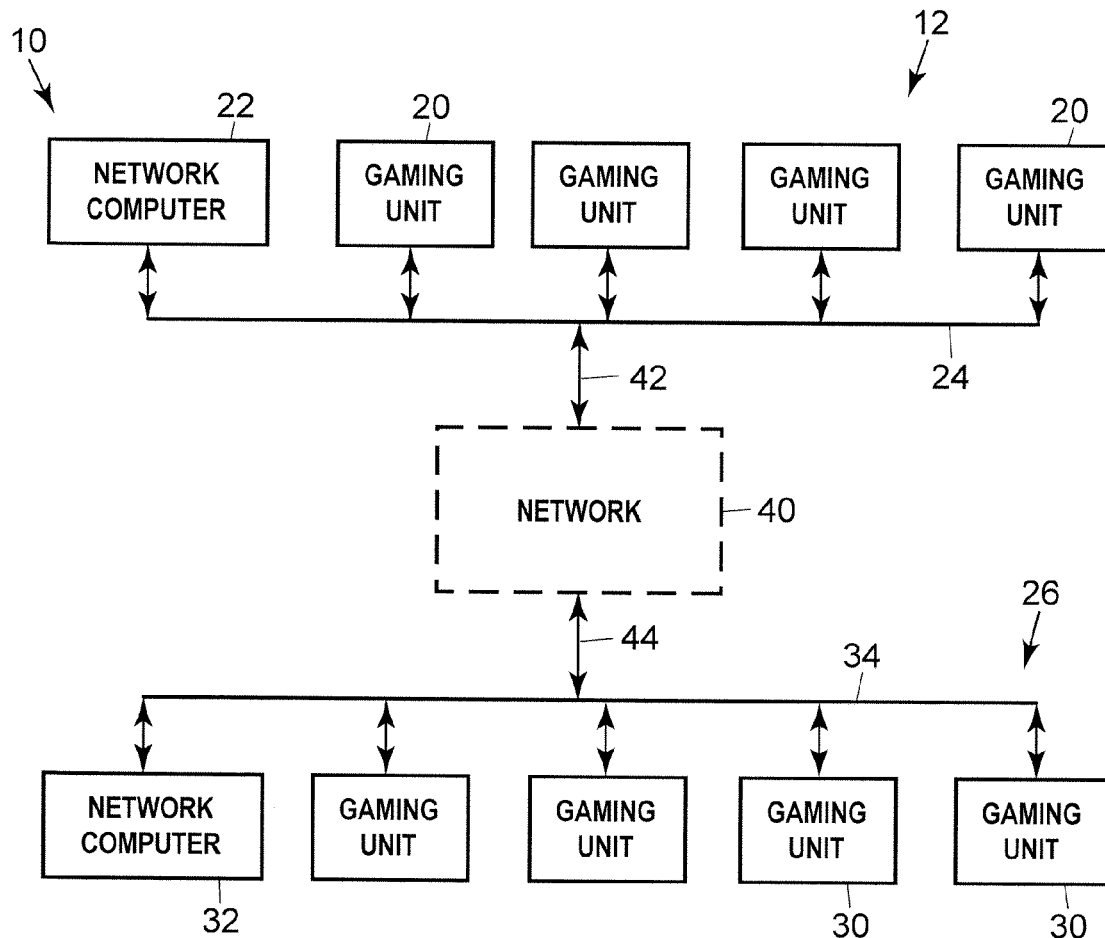 10
12
22
20
20
NETWORK
COMPUTER
GAMING
UNIT
GAMING
UNIT
GAMING
UNIT
GAMING
UNIT
24
42
NETWORK
40
26
44
34
NETWORK
COMPUTER
GAMING
UNIT
GAMING
UNIT
GAMING
UNIT
GAMING
UNIT
32
30
30